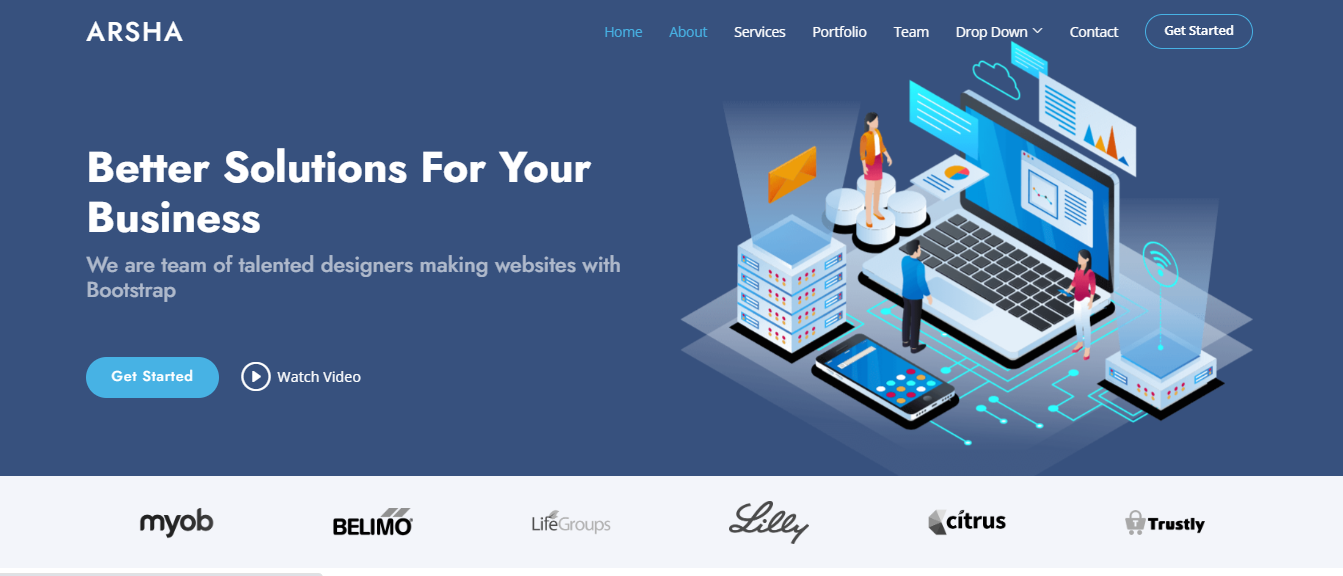 ARSHA
Home About Services Portfolio Team Drop Down Contact Get Started
Better Solutions For Your
Business
We are team of talented designers making websites with
Bootstrap
Get Started Watch Video
myob BELIMO LifeGroups Lilly citrus Trustly